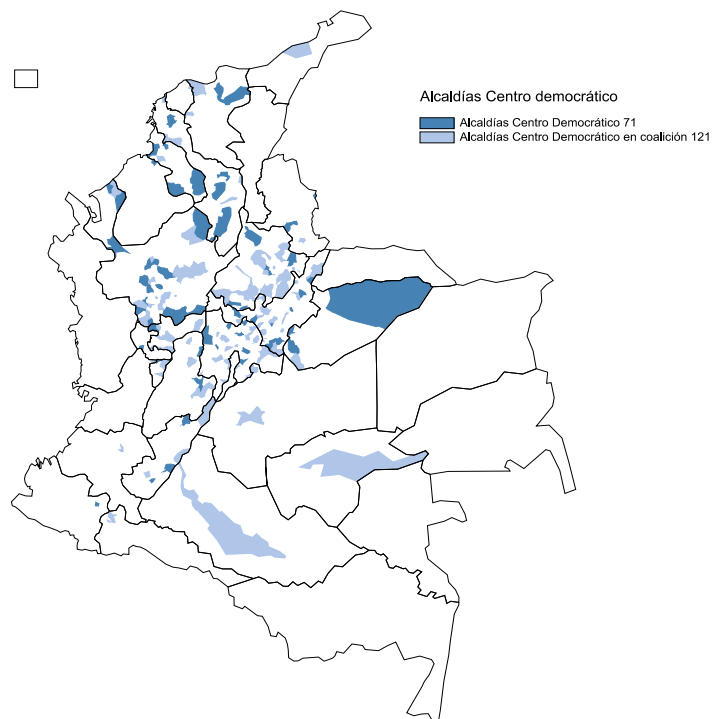 Alcaldías Centro democrático
Alcaldías Centro Democrático 71
Alcaldías Centro Democrático en coalición 121